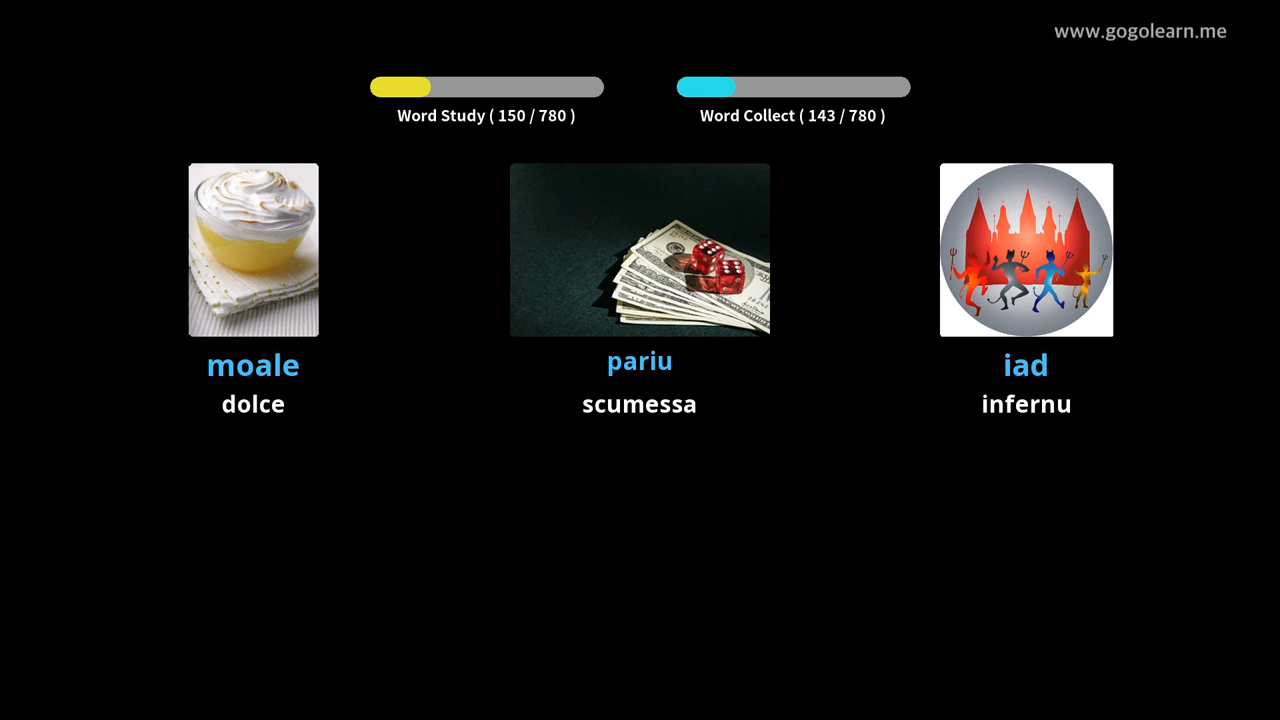 www.gogolearn.me
Word Study ( 150 / 780 )
Word Collect ( 143 / 780 )
moale
dolce
pariu
scumessa
iad
infernu